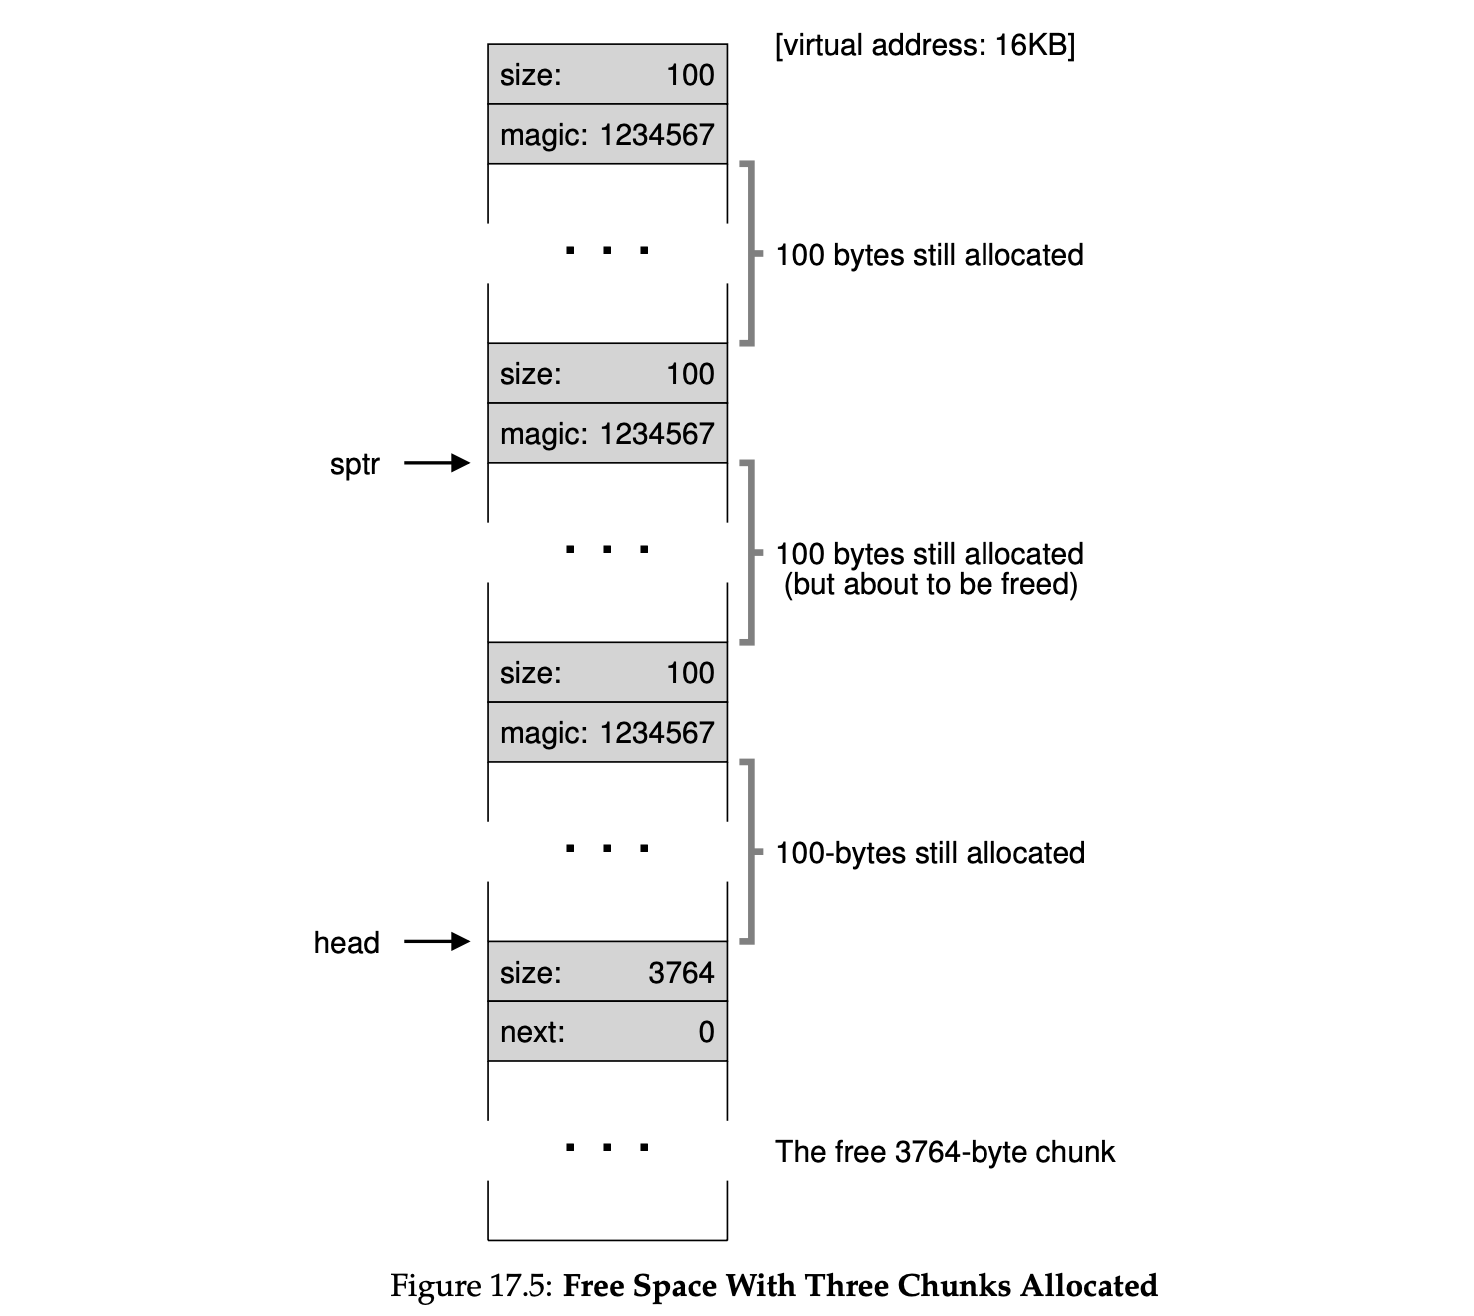 [virtual address: 16KB]
size: 100
magic: 1234567
100 bytes still allocated
size: 100
magic: 1234567
sptr
100 bytes still allocated
(but about to be freed)
size: 100
magic: 1234567
100-bytes still allocated
head
size: 3764
next: 0
The free 3764-byte chunk
Figure 17.5: Free Space With Three Chunks Allocated